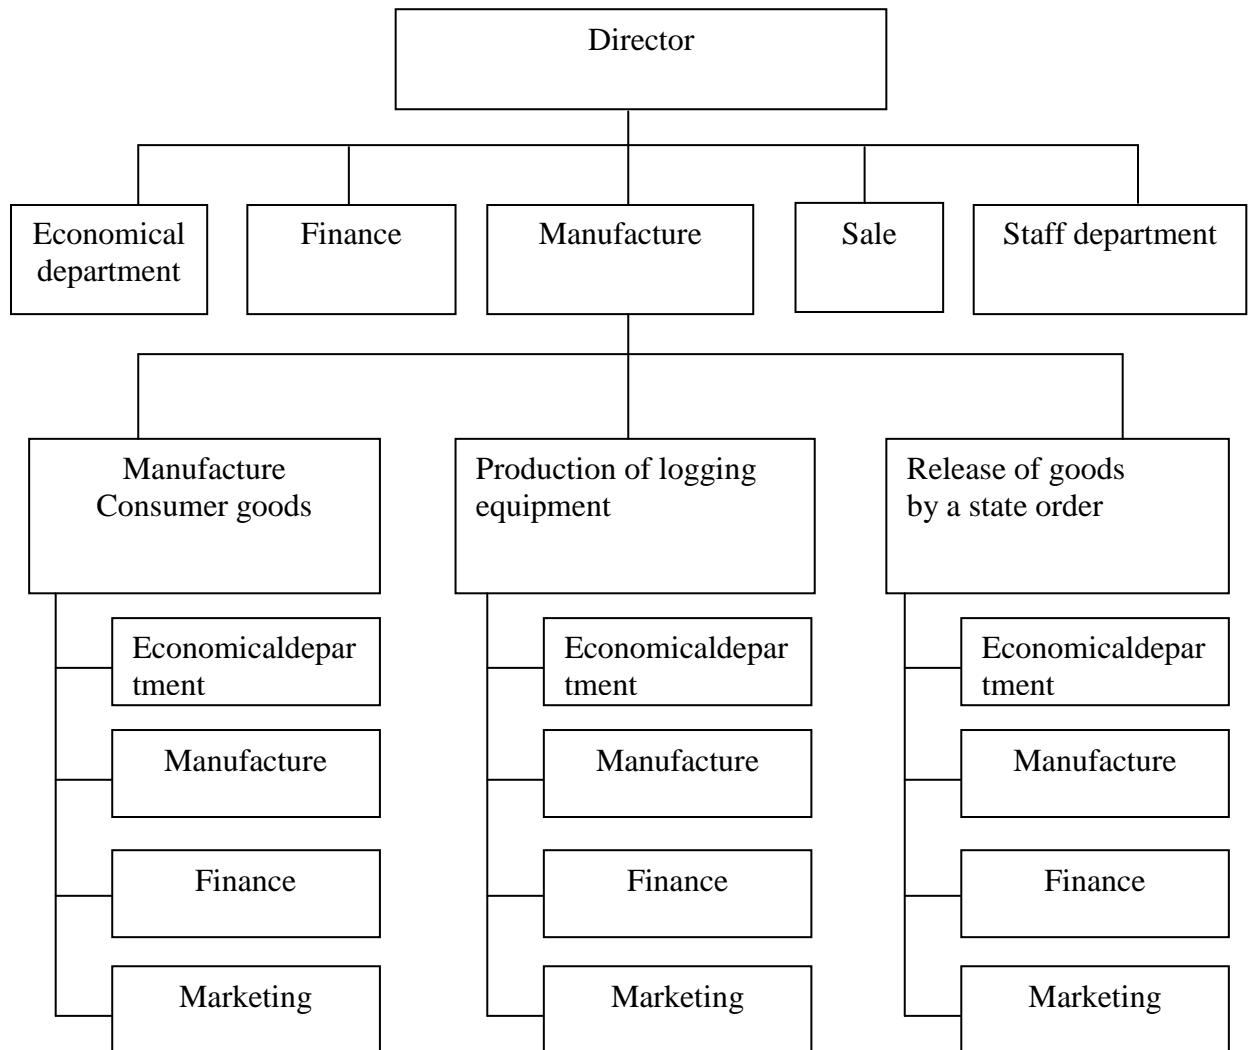 Director
Economical
department
Finance
Manufacture
Sale
Staff department
Manufacture
Consumer goods
Production of logging
equipment
Release of goods
by a state order
Economicaldepar
tment
Manufacture
Finance
Marketing
Economicaldepar
tment
Manufacture
Finance
Marketing
Economicaldepar
tment
Manufacture
Finance
Marketing